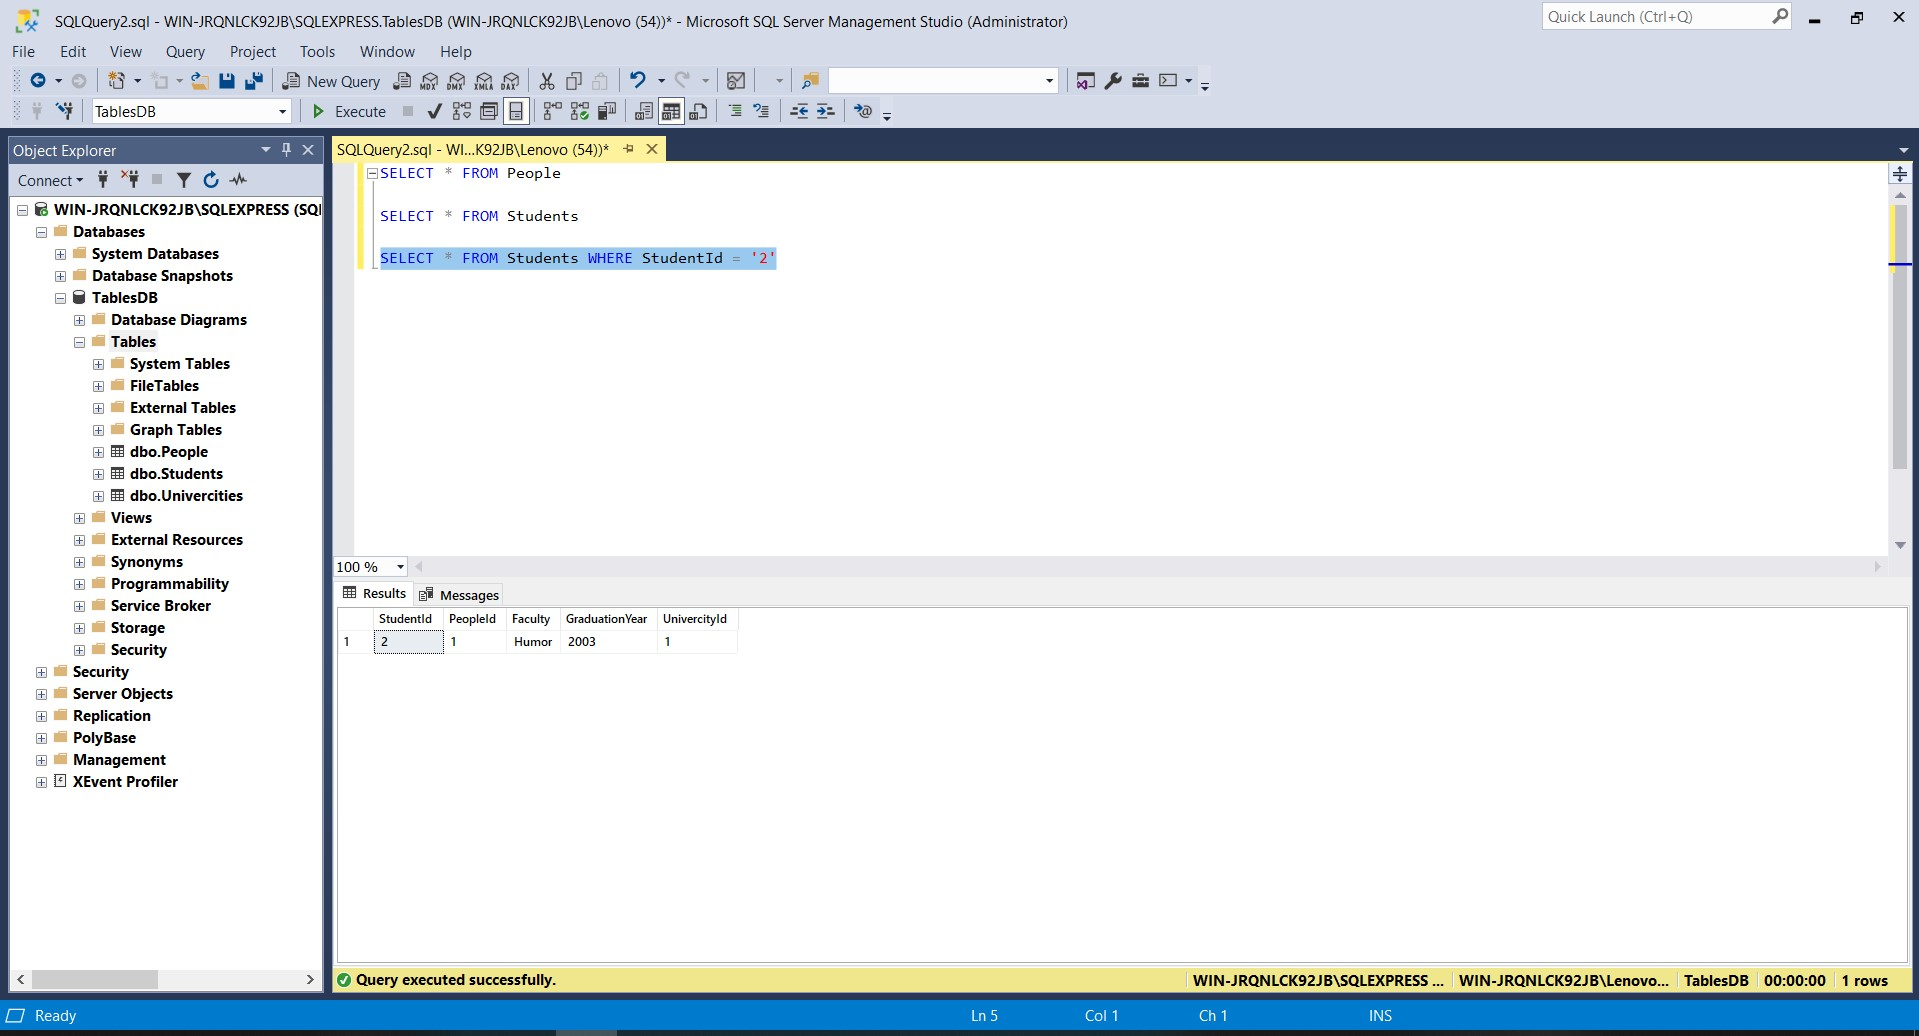 SQLQuery2.sql - WIN-JRQNLCK92JB\SQLEXPRESS.TablesDB (WIN-JRQNLCK92JB\Lenovo (54))* - Microsoft SQL Server Management Studio (Administrator)
Quick Launch (Ctrl+Q)
File Edit View Query Project Tools Window Help
New Query
MDX DMX XMLA DAX
TablesDB
Execute
Object Explorer
Connect
WIN-JRQNLCK92JB\SQLEXPRESS (SQL
Databases
System Databases
Database Snapshots
TablesDB
Database Diagrams
Tables
System Tables
FileTables
External Tables
Graph Tables
dbo.People
dbo.Students
dbo.Univercities
Views
External Resources
Synonyms
Programmability
Service Broker
Storage
Security
Security
Server Objects
Replication
PolyBase
Management
XEvent Profiler
SQLQuery2.sql - WI...K92JB\Lenovo (54))*
SELECT * FROM People
SELECT * FROM Students
SELECT * FROM Students WHERE StudentId = '2'
100 %
Results Messages
StudentId PeopleId Faculty GraduationYear UnivercityId
1 2 1 Humor 2003 1
Query executed successfully.
WIN-JRQNLCK92JB\SQLEXPRESS ... WIN-JRQNLCK92JB\Lenovo... TablesDB 00:00:00 1 rows
Ready Ln 5 Col 1 Ch 1 INS